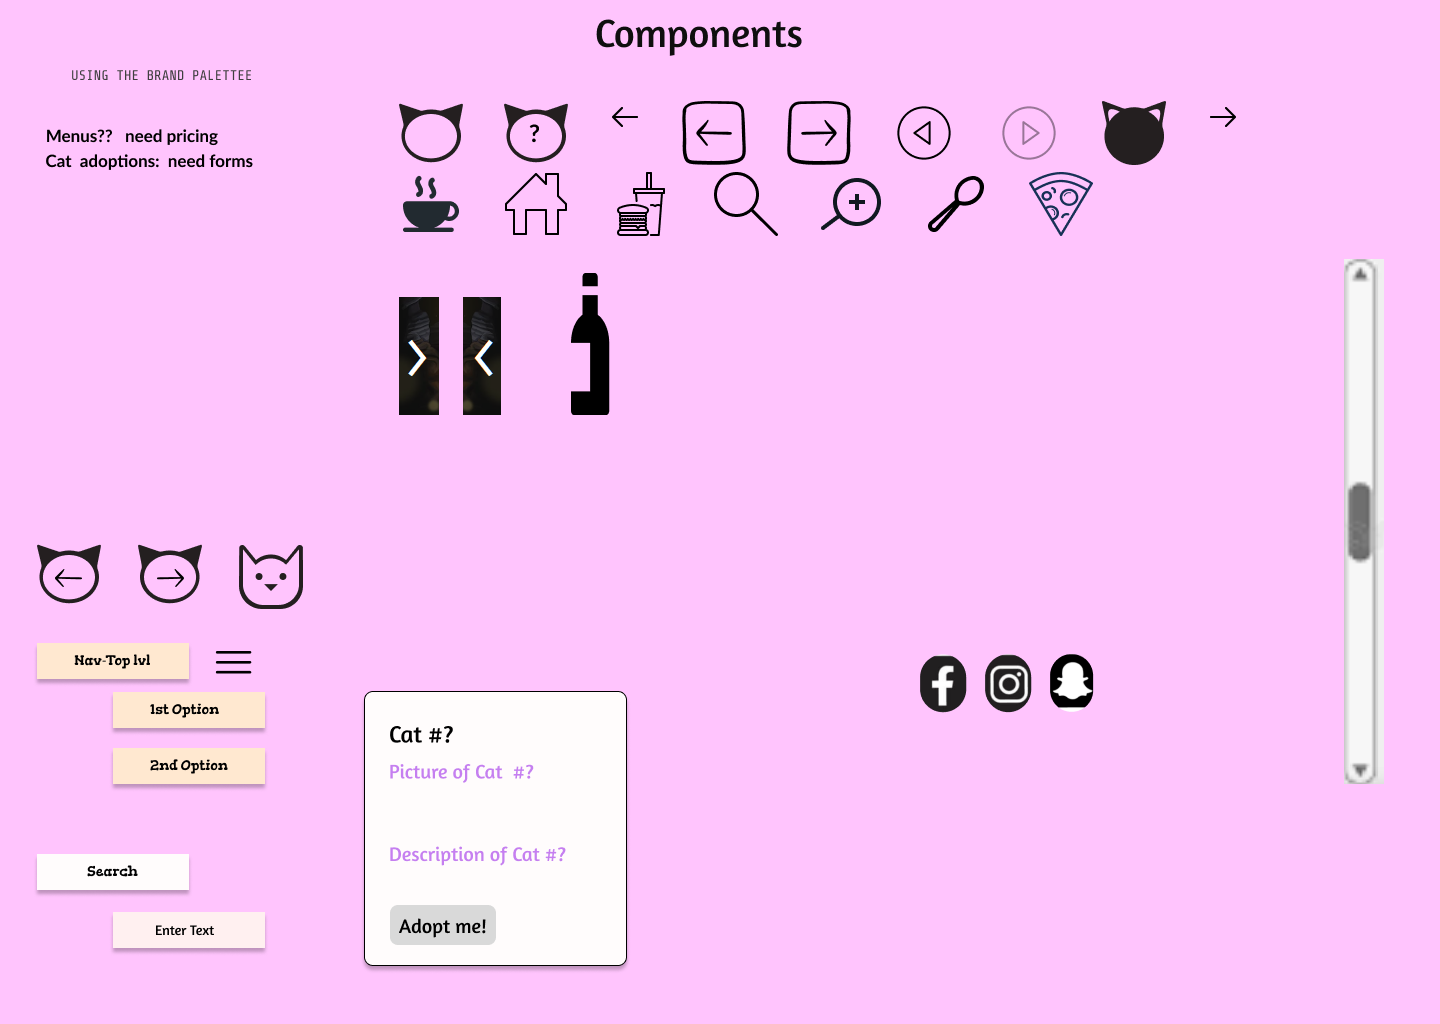 Components
USING THE BRAND PALETTEE
Menus?? need pricing
Cat adoptions: need forms
?
Nav-Top lvl
1st Option
2nd Option
Search
Enter Text
Cat #?
Picture of Cat #?
Description of Cat #?
Adopt me!